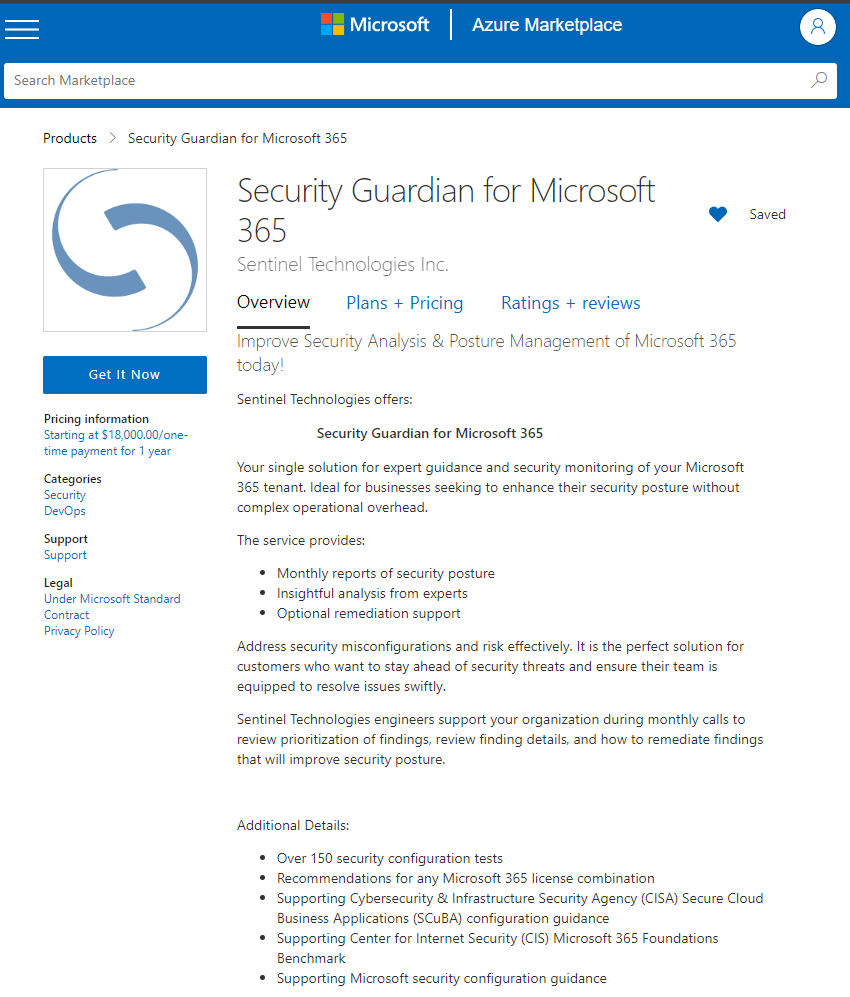 Microsoft
Azure Marketplace
Search Marketplace
Products
Security Guardian for Microsoft 365
Security Guardian for Microsoft
365
Saved
Sentinel Technologies Inc.
Overview
Plans + Pricing
Ratings + reviews
Improve Security Analysis & Posture Management of Microsoft 365
today!
Get It Now
Pricing information
Starting at $18,000.00/one-
time payment for 1 year
Categories
Security
DevOps
Support
Support
Legal
Under Microsoft Standard
Contract
Privacy Policy
Sentinel Technologies offers:
Security Guardian for Microsoft 365
Your single solution for expert guidance and security monitoring of your Microsoft
365 tenant. Ideal for businesses seeking to enhance their security posture without
complex operational overhead.
The service provides:
• Monthly reports of security posture
• Insightful analysis from experts
• Optional remediation support
Address security misconfigurations and risk effectively. It is the perfect solution for
customers who want to stay ahead of security threats and ensure their team is
equipped to resolve issues swiftly.
Sentinel Technologies engineers support your organization during monthly calls to
review prioritization of findings, review finding details, and how to remediate findings
that will improve security posture.
Additional Details:
• Over 150 security configuration tests
• Recommendations for any Microsoft 365 license combination
• Supporting Cybersecurity & Infrastructure Security Agency (CISA) Secure Cloud
Business Applications (SCuBA) configuration guidance
• Supporting Center for Internet Security (CIS) Microsoft 365 Foundations
Benchmark
• Supporting Microsoft security configuration guidance